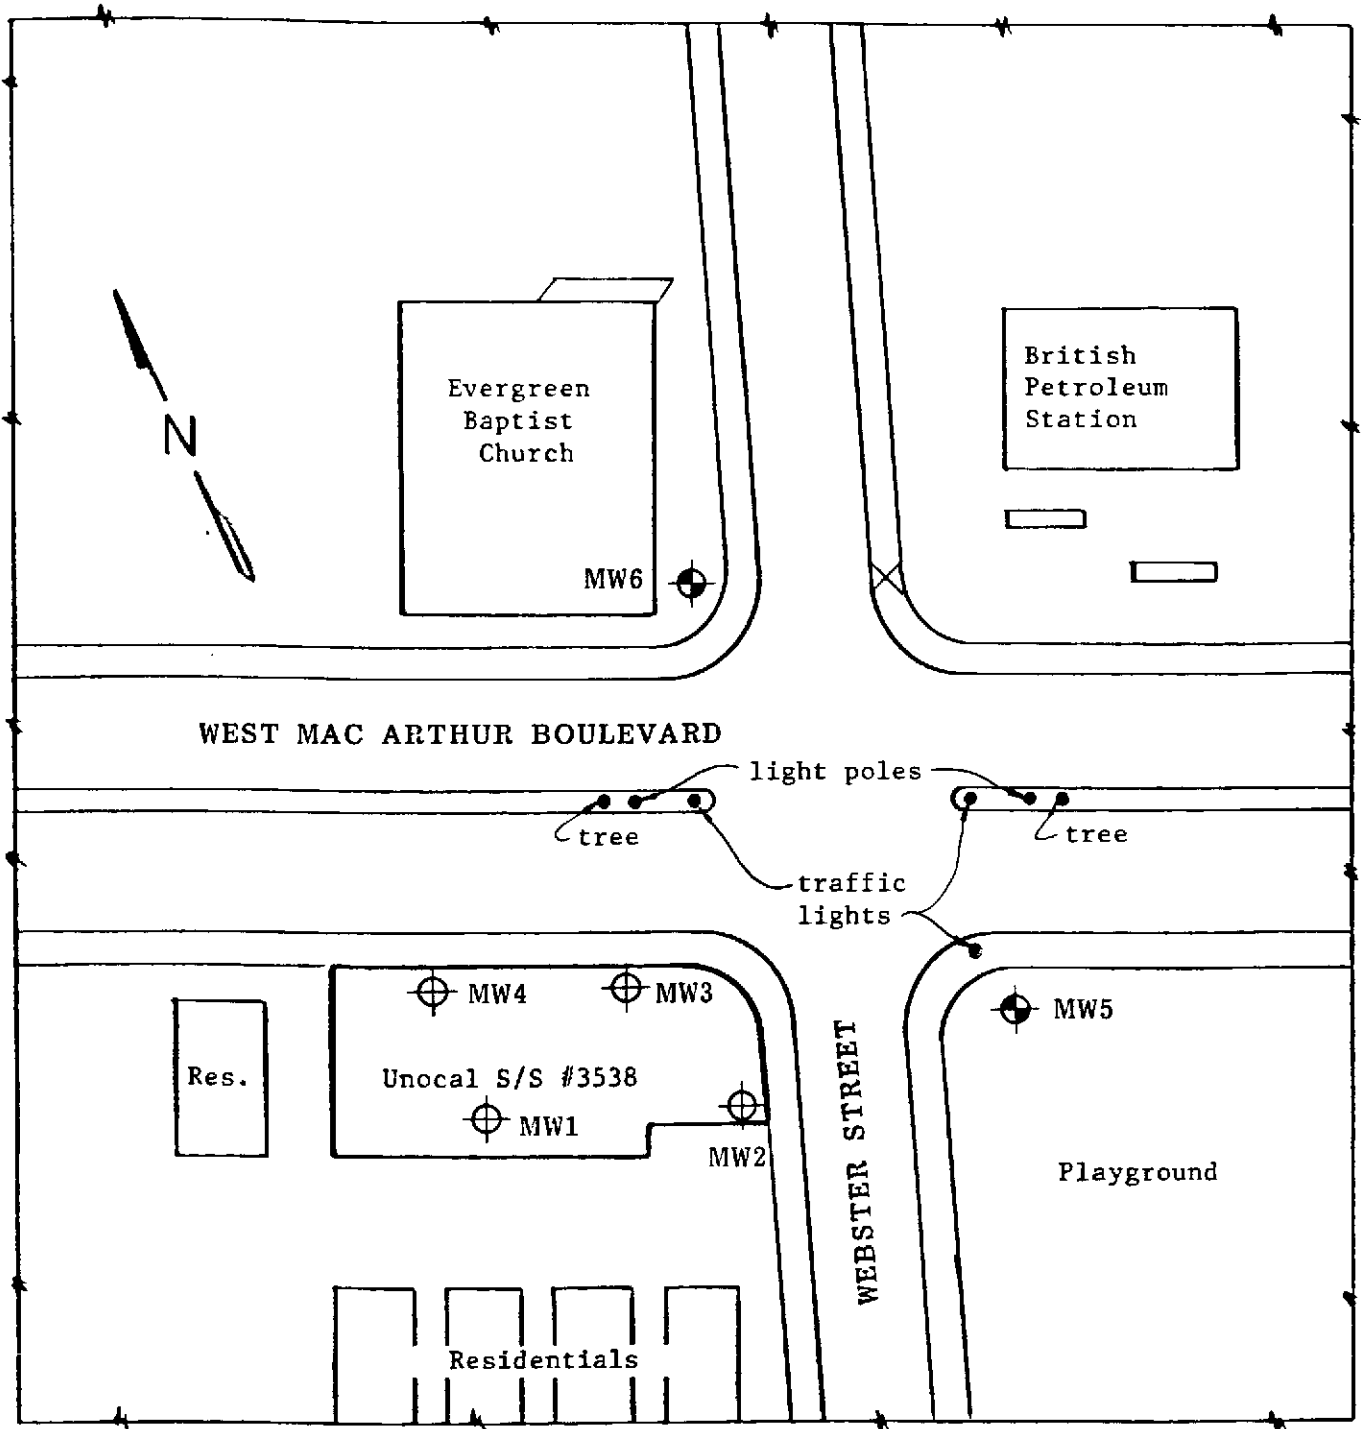 British
Petroleum
Station
Evergreen
Baptist
Church
N
MW6
WEST MAC ARTHUR BOULEVARD
light poles
tree
tree
traffic
lights
MW4
MW3
MW5
Res.
Unocal S/S #3538
MW1
MW2
WEBSTER STREET
Playground
Residentials